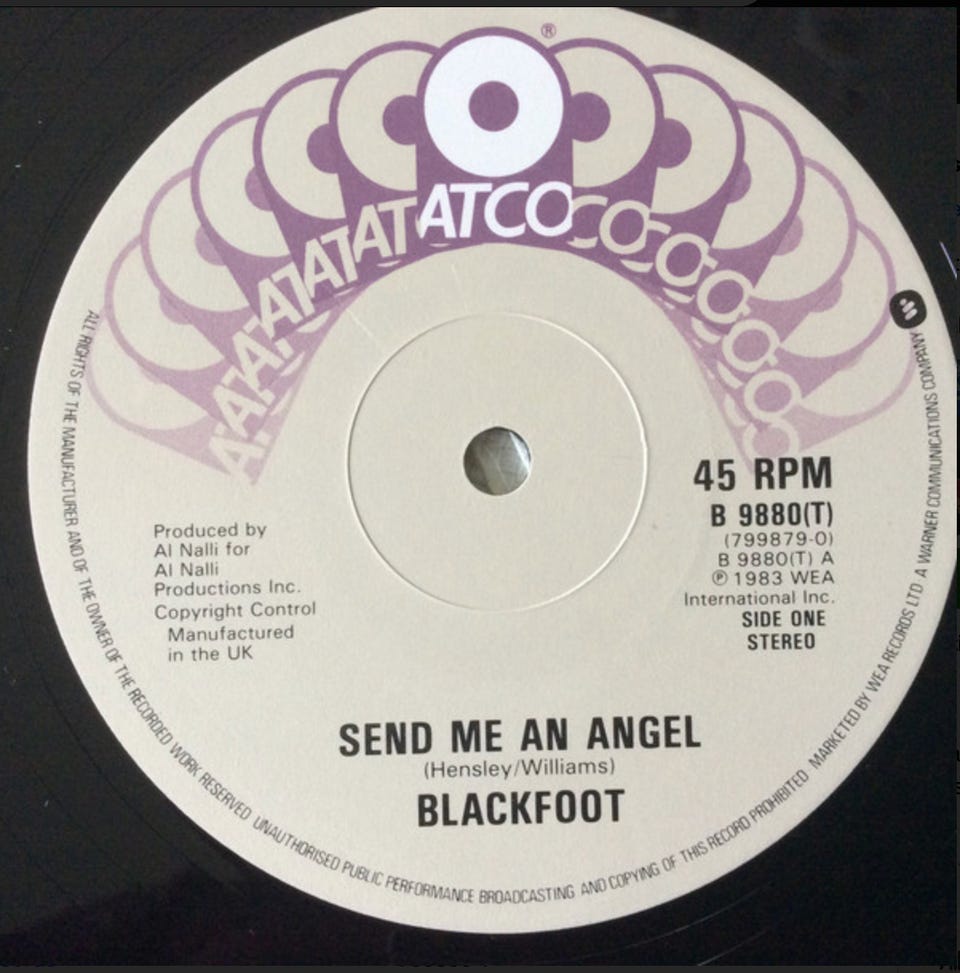 ®
ATCO
45 RPM
B 9880(T)
(799879-0)
B 9880(T) A
℗ 1983 WEA
International Inc.
SIDE ONE
STEREO
Produced by
Al Nalli for
Al Nalli
Productions Inc.
Copyright Control
Manufactured
in the UK
SEND ME AN ANGEL
(Hensley/Williams)
BLACKFOOT
ALL RIGHTS OF THE MANUFACTURER AND OF THE OWNER OF THE RECORDED WORK RESERVED UNAUTHORISED PUBLIC PERFORMANCE BROADCASTING AND COPYING OF THIS RECORD PROHIBITED MARKETED BY WEA RECORDS LTD A WARNER COMMUNICATIONS COMPANY